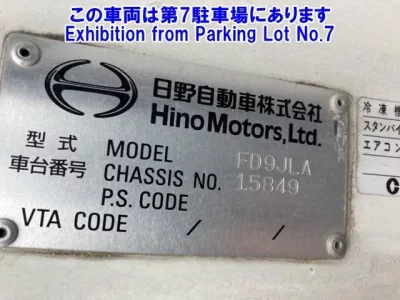 この車両は第7駐車場にあります
Exhibition from Parking Lot No.7
日野自動車株式会社
Hino Motors, Ltd.
型式 MODEL FD9JLA
車台番号 CHASSIS NO. 15849
P.S. CODE
VTA CODE / /
冷凍機
スタンバイ
エアコン